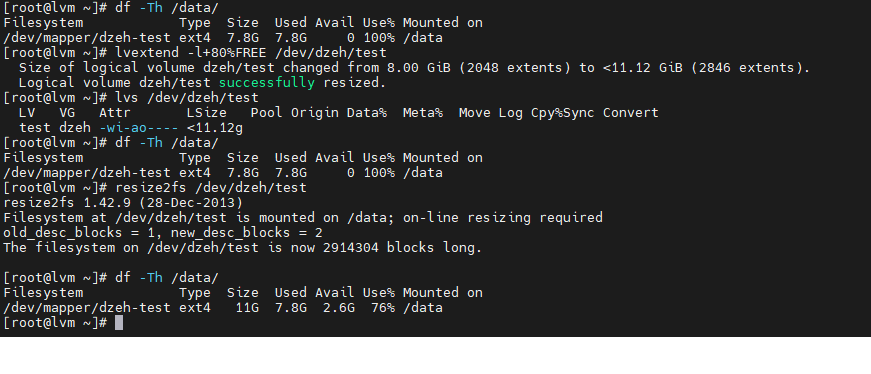 [root@lvm ~]# df -Th /data/
Filesystem            Type  Size  Used Avail Use% Mounted on
/dev/mapper/dzeh-test ext4  7.8G  7.8G     0 100% /data
[root@lvm ~]# lvextend -l+80%FREE /dev/dzeh/test
  Size of logical volume dzeh/test changed from 8.00 GiB (2048 extents) to <11.12 GiB (2846 extents).
  Logical volume dzeh/test successfully resized.
[root@lvm ~]# lvs /dev/dzeh/test
  LV   VG   Attr       LSize   Pool Origin Data%  Meta%  Move Log Cpy%Sync Convert
  test dzeh -wi-ao---- <11.12g
[root@lvm ~]# df -Th /data/
Filesystem            Type  Size  Used Avail Use% Mounted on
/dev/mapper/dzeh-test ext4  7.8G  7.8G     0 100% /data
[root@lvm ~]# resize2fs /dev/dzeh/test
resize2fs 1.42.9 (28-Dec-2013)
Filesystem at /dev/dzeh/test is mounted on /data; on-line resizing required
old_desc_blocks = 1, new_desc_blocks = 2
The filesystem on /dev/dzeh/test is now 2914304 blocks long.

[root@lvm ~]# df -Th /data/
Filesystem            Type  Size  Used Avail Use% Mounted on
/dev/mapper/dzeh-test ext4   11G  7.8G  2.6G  76% /data
[root@lvm ~]#